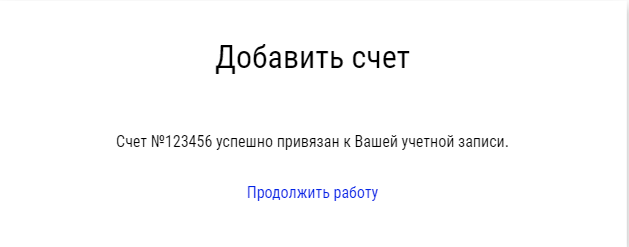 Добавить счет
Счет №123456 успешно привязан к Вашей учетной записи.
Продолжить работу